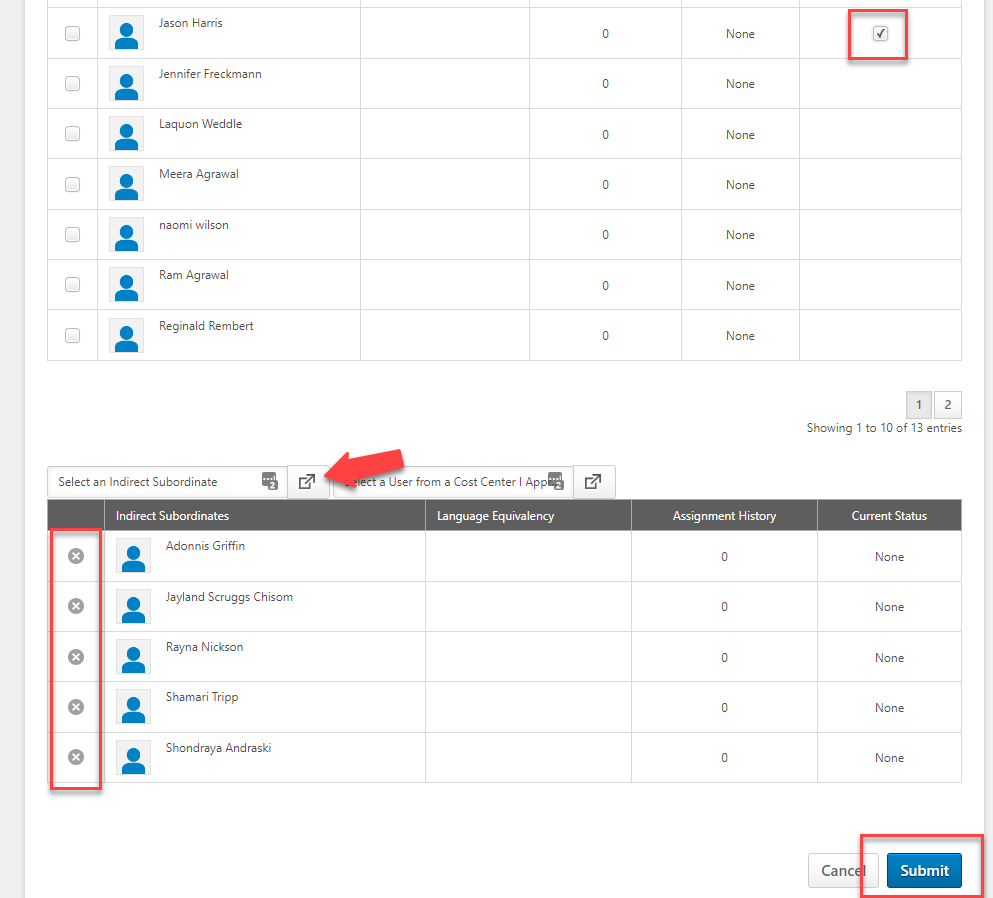 Jason Harris 0 None
Jennifer Freckmann 0 None
Laquon Weddle 0 None
Meera Agrawal 0 None
naomi wilson 0 None
Ram Agrawal 0 None
Reginald Rembert 0 None
1 2
Showing 1 to 10 of 13 entries
Select an Indirect Subordinate a User from a Cost Center I App
Indirect Subordinates Language Equivalency Assignment History Current Status
Adonnis Griffin 0 None
Jayland Scruggs Chisom 0 None
Rayna Nickson 0 None
Shamari Tripp 0 None
Shondraya Andraski 0 None
Cancel Submit